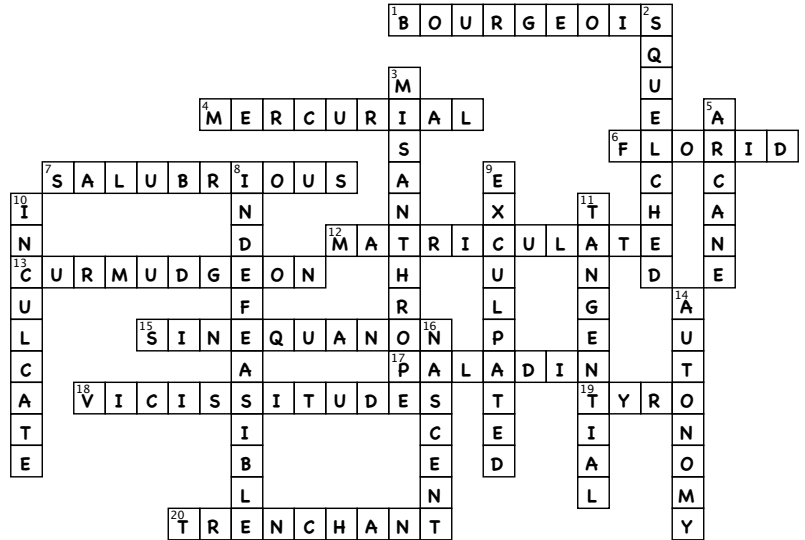 1 BOURGEOIS
2 SQUELCHED
3 MISANTHROPE
4 MERCURIAL
5 ARCANE
6 FLORID
7 SALUBRIOUS
8 INDEFEASIBLE
9 EXCULPATED
10 INCULCATE
11 TANGENTIAL
12 MATRICULATED
13 CURMUDGEON
14 AUTONOMY
15 SINEQUANON
16 NASCENT
17 PALADIN
18 VICISSITUDES
19 TYRO
20 TRENCHANT